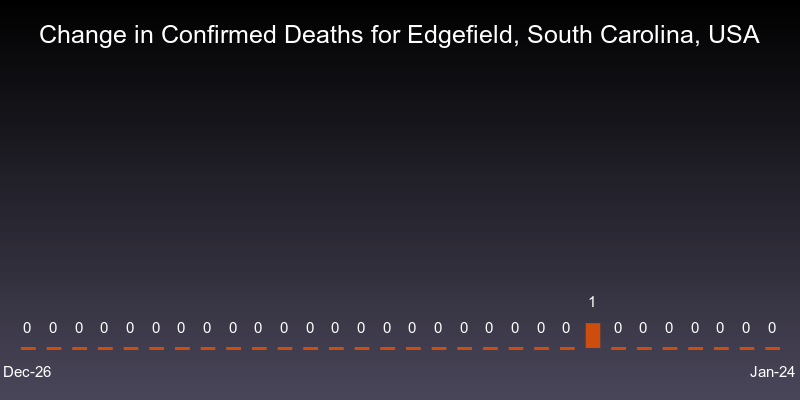 Change in Confirmed Deaths for Edgefield, South Carolina, USA
1
0 0 0 0 0 0 0 0 0 0 0 0 0 0 0 0 0 0 0 0 0 0 0 0 0 0 0 0 0
Dec-26 Jan-24